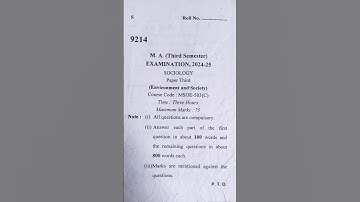 S Roll No. ..................
9214
M. A. (Third Semester)
EXAMINATION, 2024-25
SOCIOLOGY
Paper Third
(Environment and Society)
Course Code : MSOE-503(C)
Time : Three Hours
Maximum Marks : 75
Note : (i) All questions are compulsory.
(ii) Answer each part of the first
question in about 100 words and
the remaining questions in about
800 words each.
(iii) Marks are mentioned against the
questions.
P. T. O.